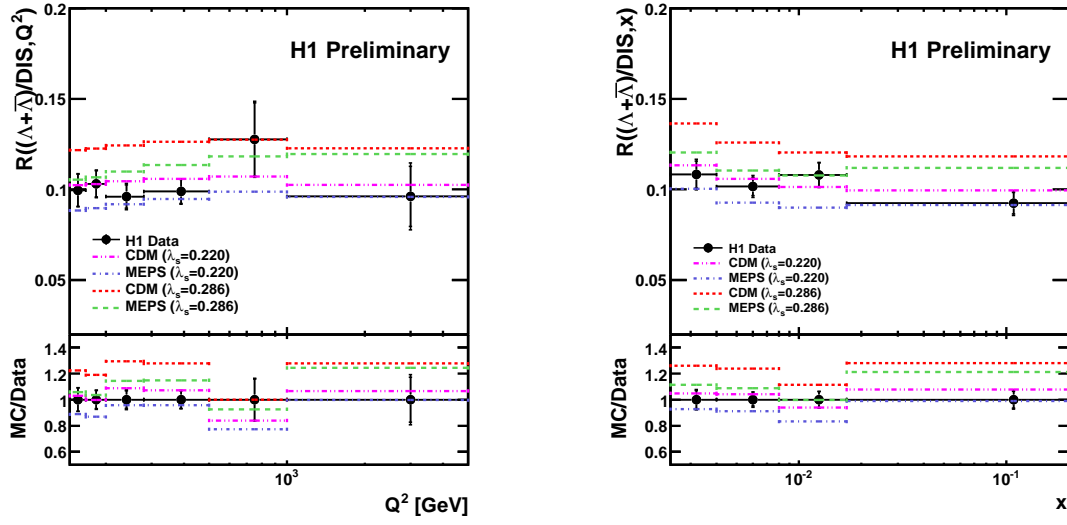 R((Λ+Λ̅)/DIS,Q²)
0.2
0.15
0.1
0.05
H1 Preliminary
H1 Data
CDM (λₛ=0.220)
MEPS (λₛ=0.220)
CDM (λₛ=0.286)
MEPS (λₛ=0.286)
MC/Data
1.4
1.2
1
0.8
0.6
10³
Q² [GeV]
R((Λ+Λ̅)/DIS,x)
0.2
0.15
0.1
0.05
H1 Preliminary
H1 Data
CDM (λₛ=0.220)
MEPS (λₛ=0.220)
CDM (λₛ=0.286)
MEPS (λₛ=0.286)
MC/Data
1.4
1.2
1
0.8
0.6
10⁻² 10⁻¹
x